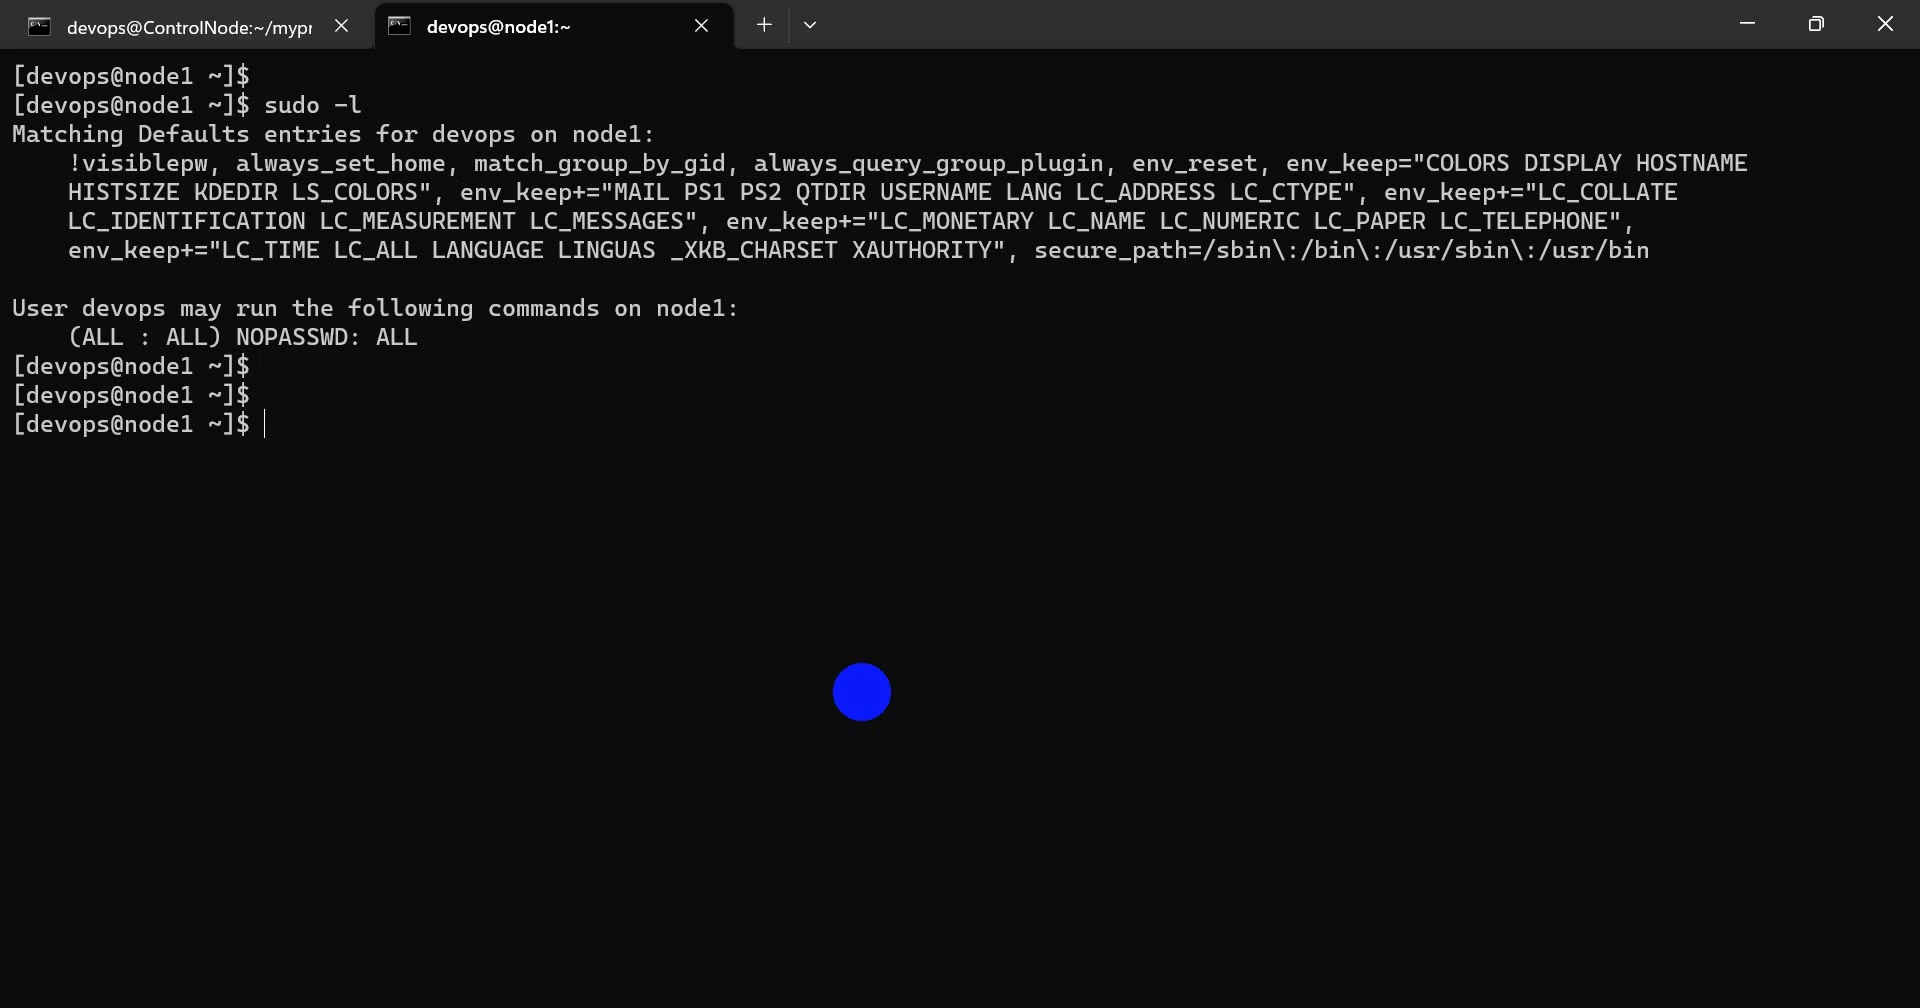 devops@ControlNode:~/mypr
devops@node1:~
[devops@node1 ~]$
[devops@node1 ~]$ sudo -l
Matching Defaults entries for devops on node1:
    !visiblepw, always_set_home, match_group_by_gid, always_query_group_plugin, env_reset, env_keep="COLORS DISPLAY HOSTNAME
    HISTSIZE KDEDIR LS_COLORS", env_keep+="MAIL PS1 PS2 QTDIR USERNAME LANG LC_ADDRESS LC_CTYPE", env_keep+="LC_COLLATE
    LC_IDENTIFICATION LC_MEASUREMENT LC_MESSAGES", env_keep+="LC_MONETARY LC_NAME LC_NUMERIC LC_PAPER LC_TELEPHONE",
    env_keep+="LC_TIME LC_ALL LANGUAGE LINGUAS _XKB_CHARSET XAUTHORITY", secure_path=/sbin\:/bin\:/usr/sbin\:/usr/bin
User devops may run the following commands on node1:
    (ALL : ALL) NOPASSWD: ALL
[devops@node1 ~]$
[devops@node1 ~]$
[devops@node1 ~]$